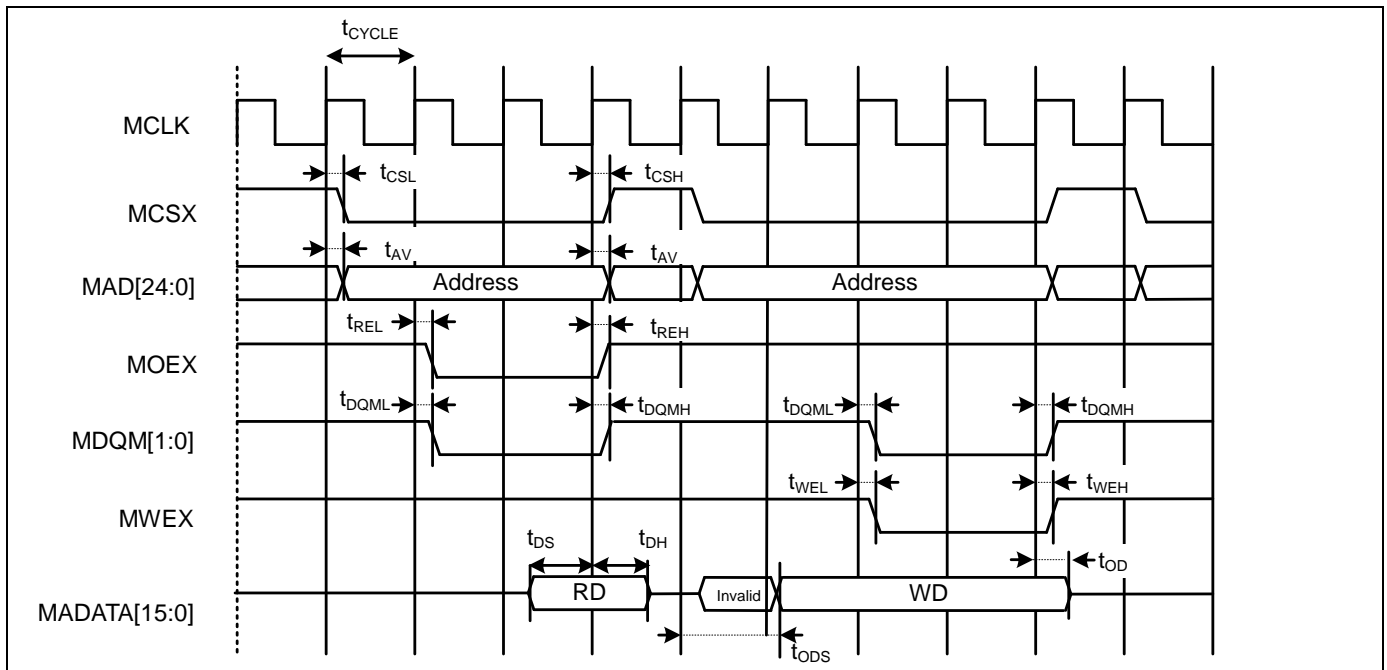 tCYCLE
MCLK
tCSL
tCSH
MCSX
tAV
tAV
MAD[24:0]
Address
Address
tREL
tREH
MOEX
tDQML
tDQMH
tDQML
tDQMH
MDQM[1:0]
tWEL
tWEH
MWEX
tDS
tDH
tOD
MADATA[15:0]
RD
Invalid
WD
tODS